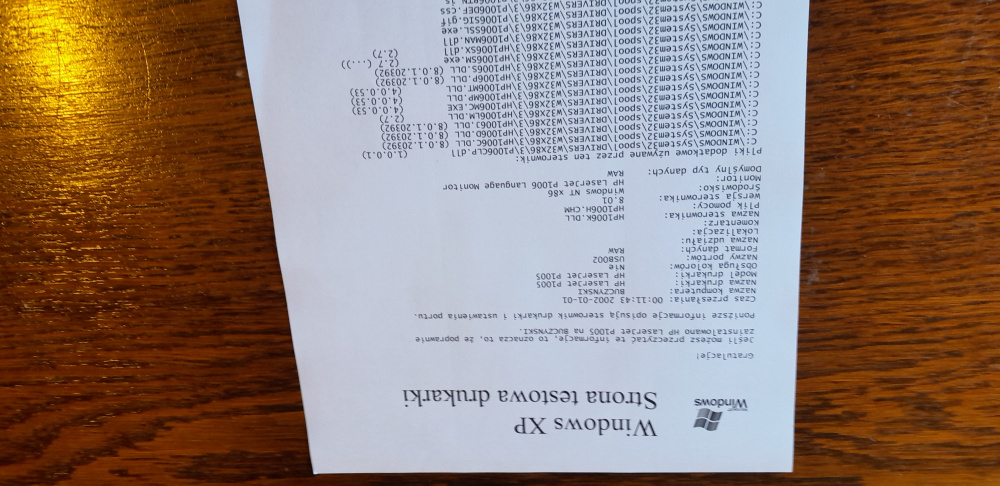 Windows
Windows XP
Strona testowa drukarki
Gratulacje!
Jeśli możesz przeczytać te informacje, to oznacza to, że poprawnie
zainstalowano HP LaserJet P1005 na BUCZYNSKI.
Poniższe informacje opisują sterownik drukarki i ustawienia portu.
Czas przesłania: 00:11:43 2002-01-01
Nazwa komputera: BUCZYNSKI
Nazwa drukarki: HP LaserJet P1005
Model drukarki: HP LaserJet P1005
Obsługa kolorów: Nie
Nazwy portów: USB002
Format danych: RAW
Nazwa udziału:
Lokalizacja:
Komentarz:
Nazwa sterownika: HP1006K.DLL
Plik pomocy: HP1006H.CHM
Wersja sterownika: 8.01
Środowisko: Windows NT x86
Monitor: HP LaserJet P1006 Language Monitor
Domyślny typ danych: RAW
Pliki dodatkowe używane przez ten sterownik:
C:\WINDOWS\System32\spool\DRIVERS\W32X86\3\P1006CLP.dll (1.0.0.1)
C:\WINDOWS\System32\spool\DRIVERS\W32X86\3\HP1006C.DLL (8.0.1.20392)
C:\WINDOWS\System32\spool\DRIVERS\W32X86\3\HP1006D.DLL (8.0.1.20392)
C:\WINDOWS\System32\spool\DRIVERS\W32X86\3\HP1006J.DLL (8.0.1.20392)
C:\WINDOWS\System32\spool\DRIVERS\W32X86\3\HP1006LM.DLL (2.7)
C:\WINDOWS\System32\spool\DRIVERS\W32X86\3\HP1006MC.EXE (4.0.0.53)
C:\WINDOWS\System32\spool\DRIVERS\W32X86\3\HP1006MP.DLL (4.0.0.53)
C:\WINDOWS\System32\spool\DRIVERS\W32X86\3\HP1006MT.DLL (4.0.0.53)
C:\WINDOWS\System32\spool\DRIVERS\W32X86\3\HP1006P.DLL (8.0.1.20392)
C:\WINDOWS\System32\spool\DRIVERS\W32X86\3\HP1006S.DLL (8.0.1.20392)
C:\WINDOWS\System32\spool\DRIVERS\W32X86\3\HP1006SM.exe (2.7 (...))
C:\WINDOWS\System32\spool\DRIVERS\W32X86\3\P1006SX.dll (2.7)
C:\WINDOWS\System32\spool\DRIVERS\W32X86\3\P1006MAN.dll
C:\WINDOWS\System32\spool\DRIVERS\W32X86\3\P1006SSL.exe
C:\WINDOWS\System32\spool\DRIVERS\W32X86\3\P1006SIG.gif
C:\WINDOWS\System32\spool\DRIVERS\W32X86\3\P1006DEF.css